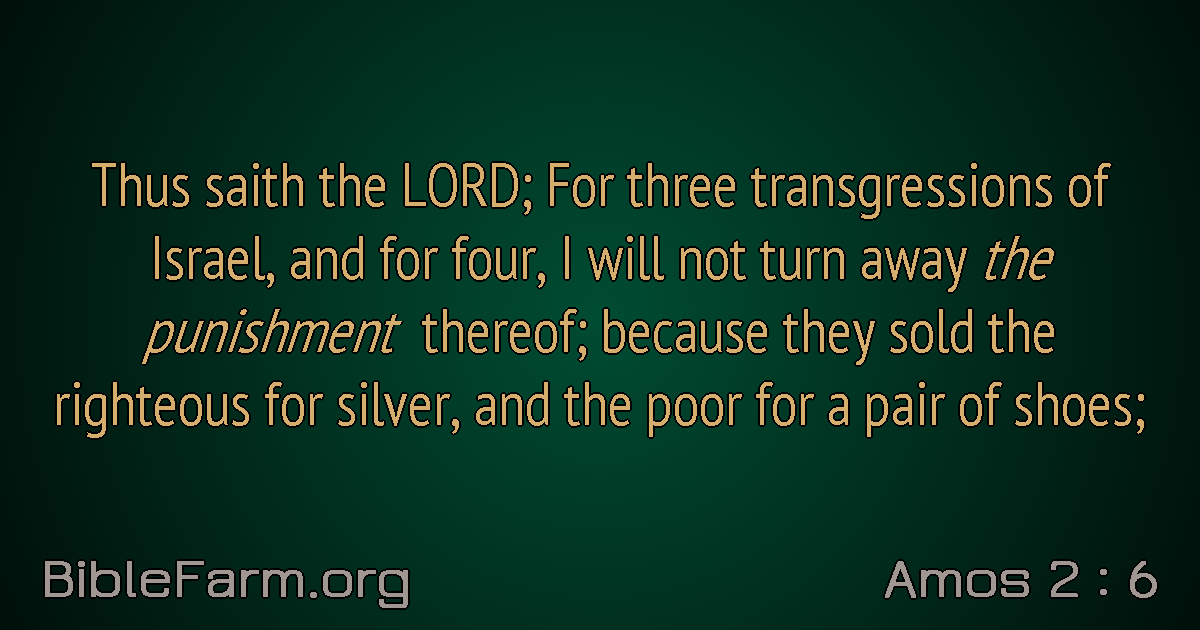 Thus saith the LORD; For three transgressions of
Israel, and for four, I will not turn away the
punishment thereof; because they sold the
righteous for silver, and the poor for a pair of shoes;
BibleFarm.org
Amos 2 : 6